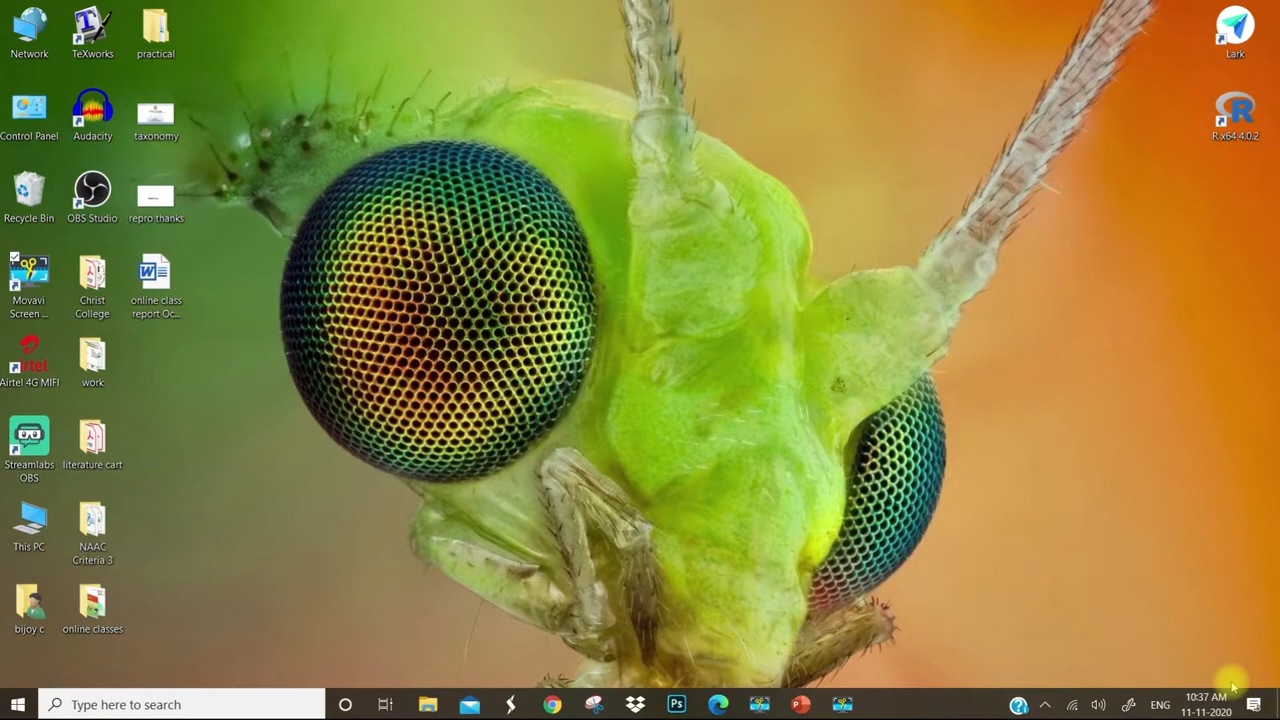 Network
TeXworks
practical
Lark
Control Panel
Audacity
taxonomy
R x64 4.0.2
Recycle Bin
OBS Studio
repro thanks
Movavi
Screen ...
Christ
College
online class
report Oc...
airtel
Airtel 4G MIFI
work
Streamlabs
OBS
literature cart
This PC
NAAC
Criteria 3
bijoy c
online classes
Type here to search
Ps
ENG
10:37 AM
11-11-2020